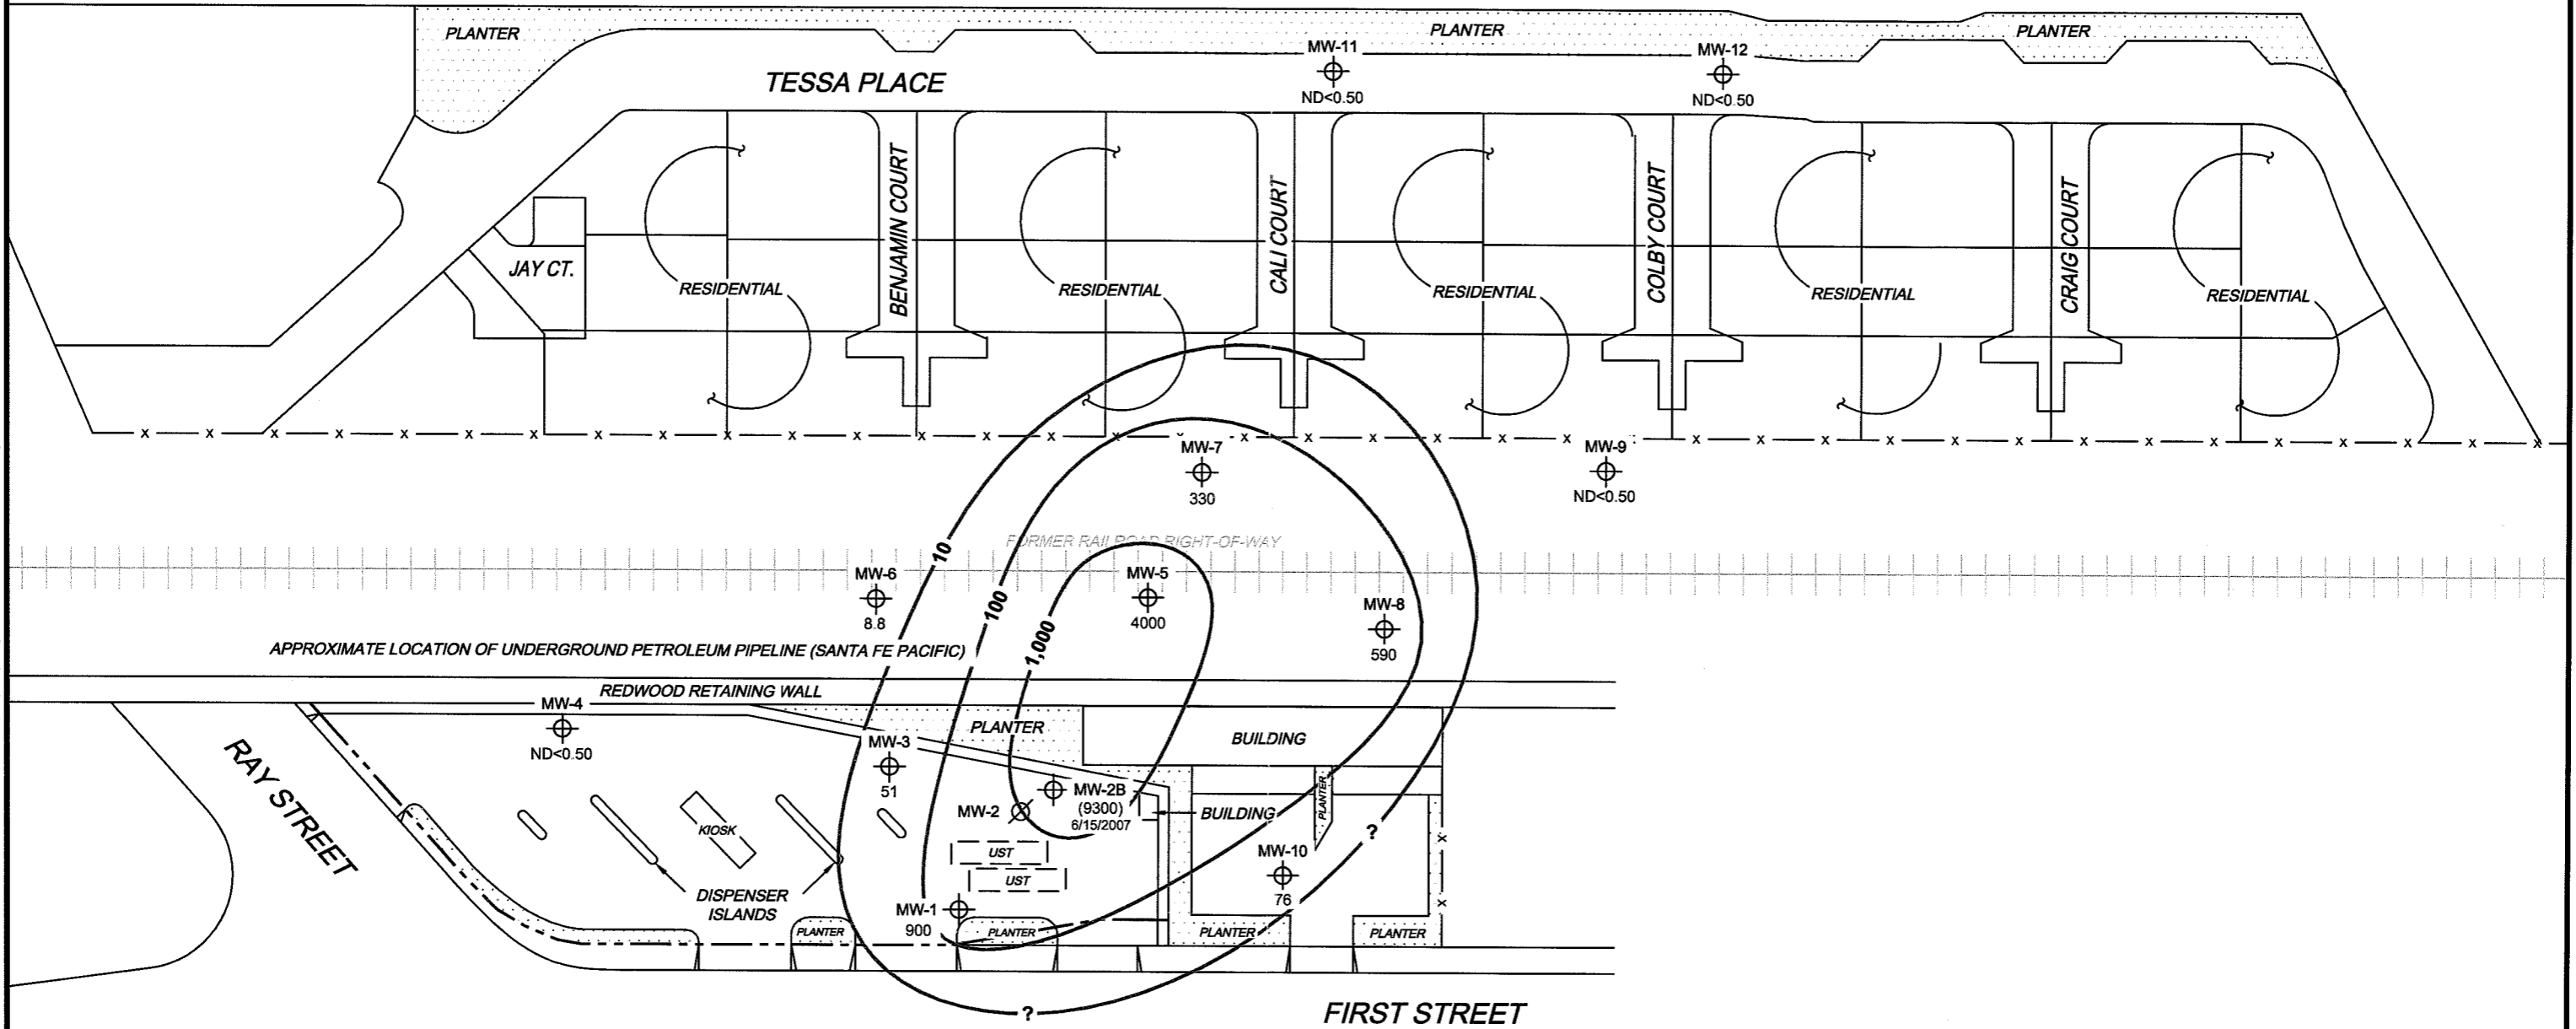 PLANTER
PLANTER
PLANTER
MW-11
ND<0.50
MW-12
ND<0.50
TESSA PLACE
BENJAMIN COURT
CALI COURT
COLBY COURT
CRAIG COURT
JAY CT.
RESIDENTIAL
RESIDENTIAL
RESIDENTIAL
RESIDENTIAL
RESIDENTIAL
x x x x x x x x x x x x x x x x x x x x x x x x x x x x x x x x x x x x
MW-7
330
MW-9
ND<0.50
FORMER RAILROAD RIGHT-OF-WAY
10
100
1,000
MW-6
8.8
MW-5
4000
MW-8
590
APPROXIMATE LOCATION OF UNDERGROUND PETROLEUM PIPELINE (SANTA FE PACIFIC)
REDWOOD RETAINING WALL
MW-4
ND<0.50
PLANTER
BUILDING
MW-3
51
RAY STREET
KIOSK
MW-2
MW-2B
(9300)
6/15/2007
BUILDING
PLANTER
?
x
x
UST
UST
MW-10
76
DISPENSER
ISLANDS
MW-1
900
PLANTER
PLANTER
PLANTER
PLANTER
?
FIRST STREET